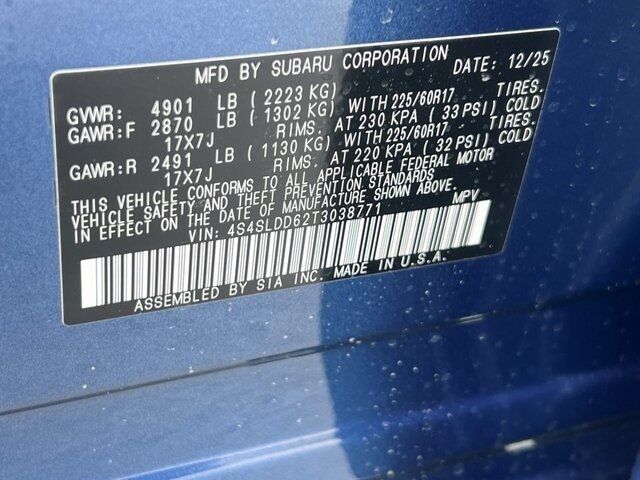 MFD BY SUBARU CORPORATION DATE: 12/25
GVWR: 4901 LB ( 2223 KG)
GAWR:F 2870 LB ( 1302 KG) WITH 225/60R17 TIRES.
17X7J RIMS. AT 230 KPA ( 33 PSI) COLD
GAWR:R 2491 LB ( 1130 KG) WITH 225/60R17 TIRES.
17X7J RIMS. AT 220 KPA ( 32 PSI) COLD
THIS VEHICLE CONFORMS TO ALL APPLICABLE FEDERAL MOTOR
VEHICLE SAFETY AND THEFT PREVENTION STANDARDS
IN EFFECT ON THE DATE OF MANUFACTURE SHOWN ABOVE.
VIN: 4S4SLDD62T3038771 MPV
ASSEMBLED BY SIA INC. MADE IN U.S.A.